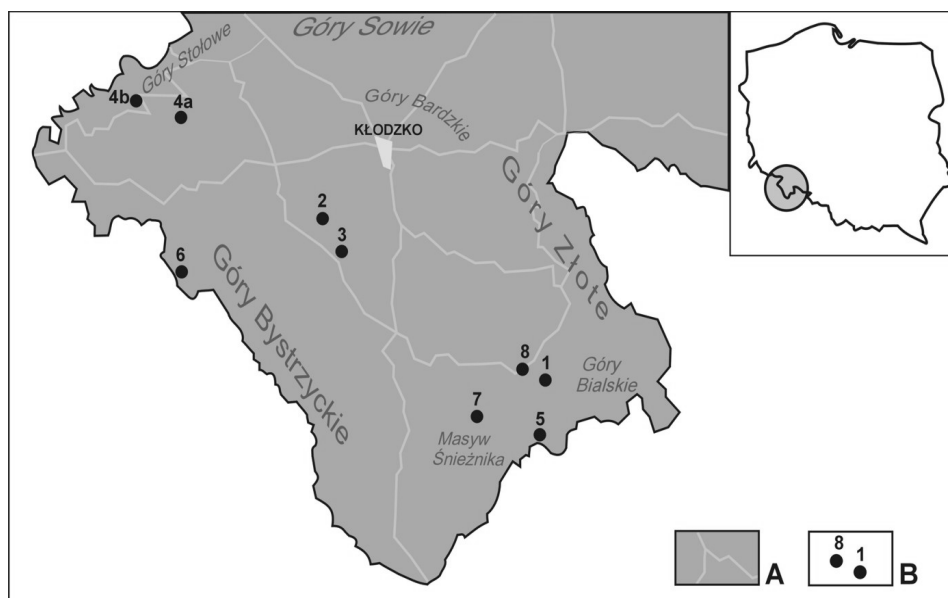 Góry Sowie
Góry Stołowe
4b
4a
Góry Bardzkie
KŁODZKO
Góry Złote
2
3
6
Góry Bystrzyckie
8
1
Góry
Bialskie
7
5
Masyw
Śnieżnika
A
8
1
B